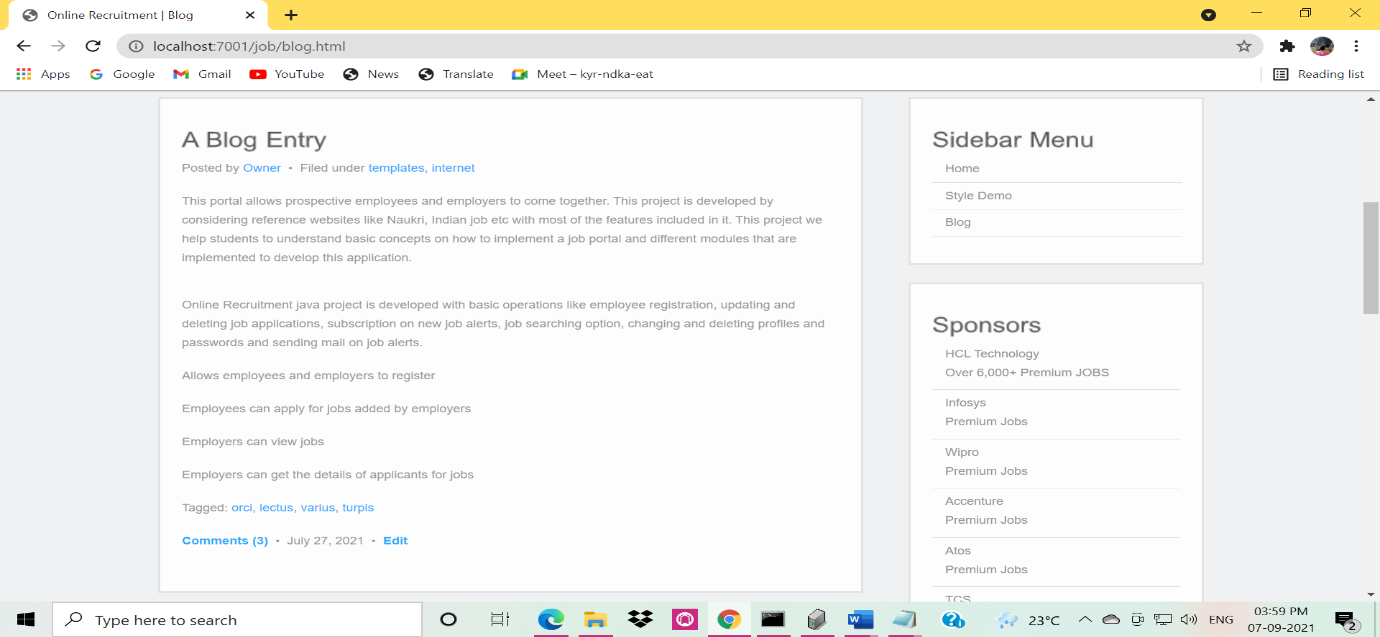 Online Recruitment | Blog
localhost:7001/job/blog.html
Apps Google Gmail YouTube News Translate Meet – kyr-ndka-eat Reading list
A Blog Entry
Posted by Owner • Filed under templates, internet
This portal allows prospective employees and employers to come together. This project is developed by
considering reference websites like Naukri, Indian job etc with most of the features included in it. This project we
help students to understand basic concepts on how to implement a job portal and different modules that are
implemented to develop this application.
Online Recruitment java project is developed with basic operations like employee registration, updating and
deleting job applications, subscription on new job alerts, job searching option, changing and deleting profiles and
passwords and sending mail on job alerts.
Allows employees and employers to register
Employees can apply for jobs added by employers
Employers can view jobs
Employers can get the details of applicants for jobs
Tagged: orci, lectus, varius, turpis
Comments (3) • July 27, 2021 • Edit
Sidebar Menu
Home
Style Demo
Blog
Sponsors
HCL Technology
Over 6,000+ Premium JOBS
Infosys
Premium Jobs
Wipro
Premium Jobs
Accenture
Premium Jobs
Atos
Premium Jobs
TCS
Type here to search
23°C
ENG
03:59 PM
07-09-2021
2